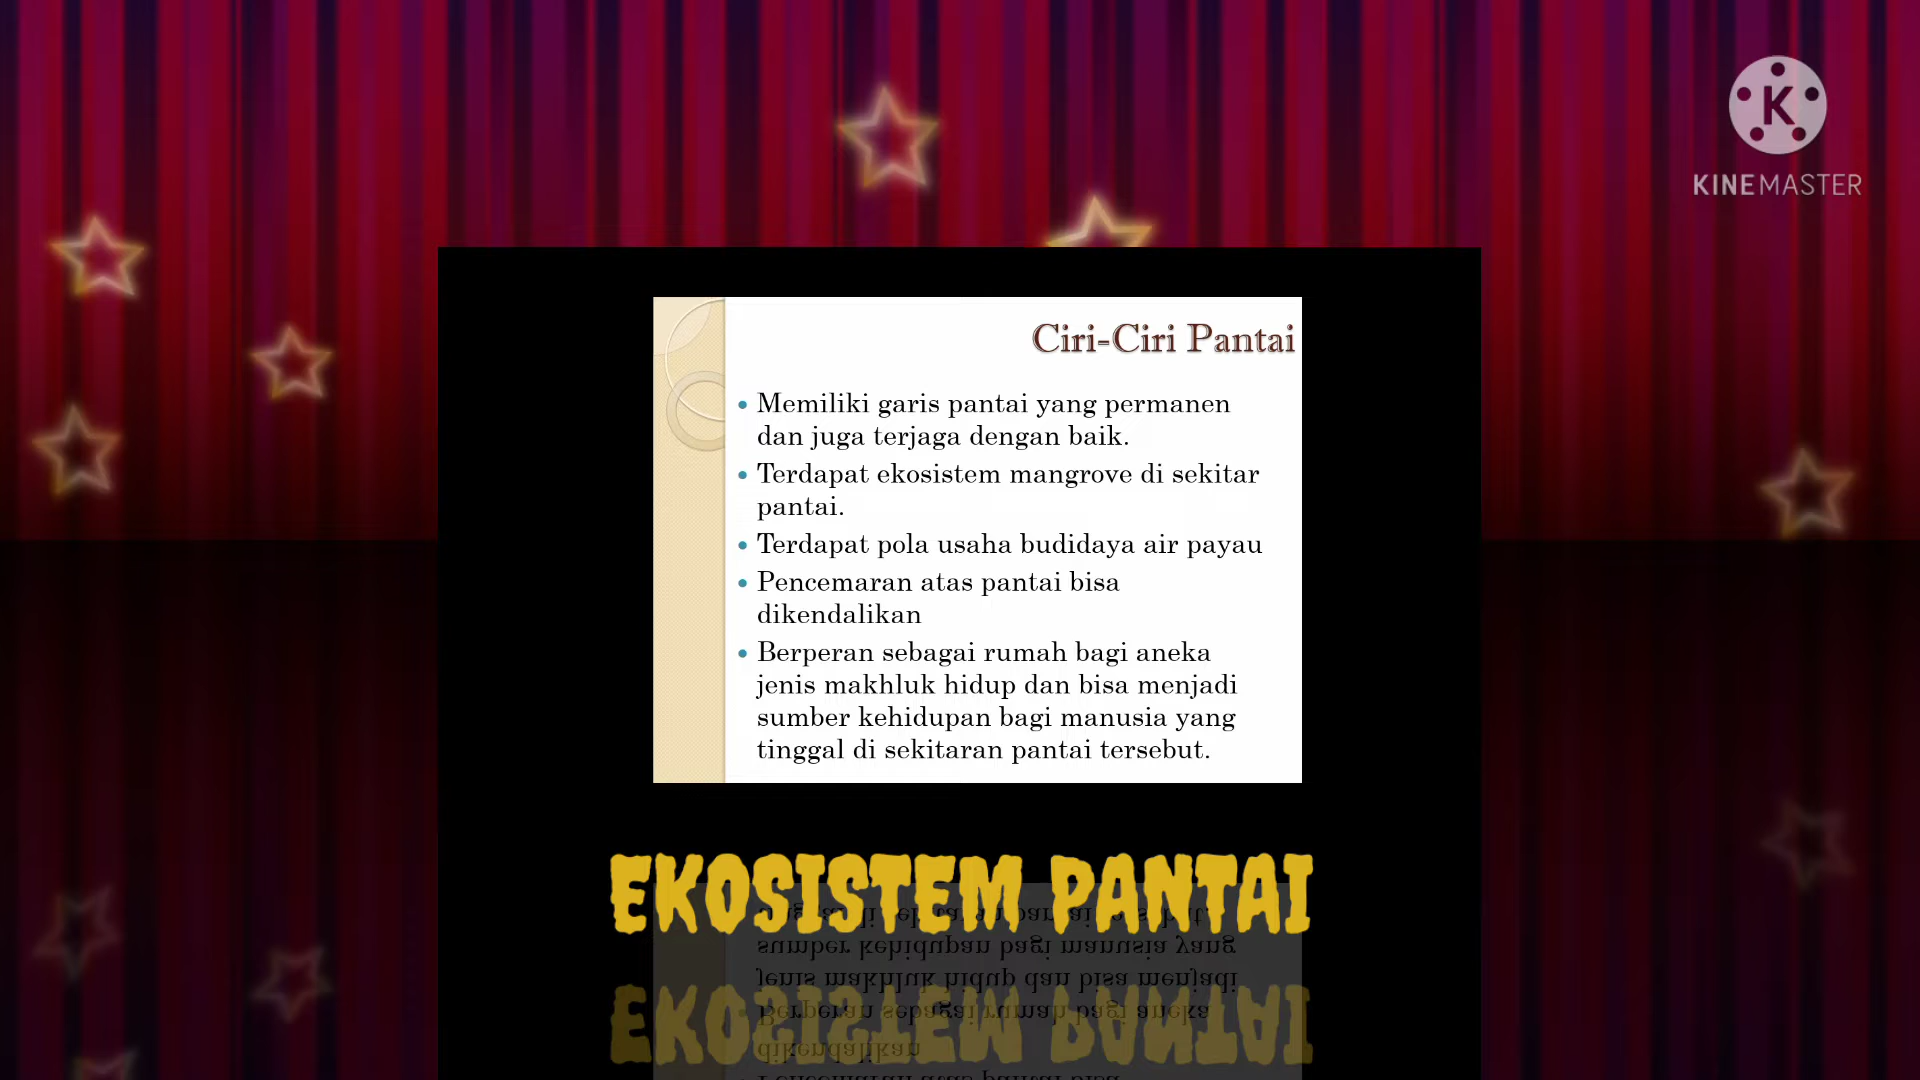 K
KINEMASTER
Ciri-Ciri Pantai
• Memiliki garis pantai yang permanen
dan juga terjaga dengan baik.
• Terdapat ekosistem mangrove di sekitar
pantai.
• Terdapat pola usaha budidaya air payau
• Pencemaran atas pantai bisa
dikendalikan
• Berperan sebagai rumah bagi aneka
jenis makhluk hidup dan bisa menjadi
sumber kehidupan bagi manusia yang
tinggal di sekitaran pantai tersebut.
EKOSISTEM PANTAI